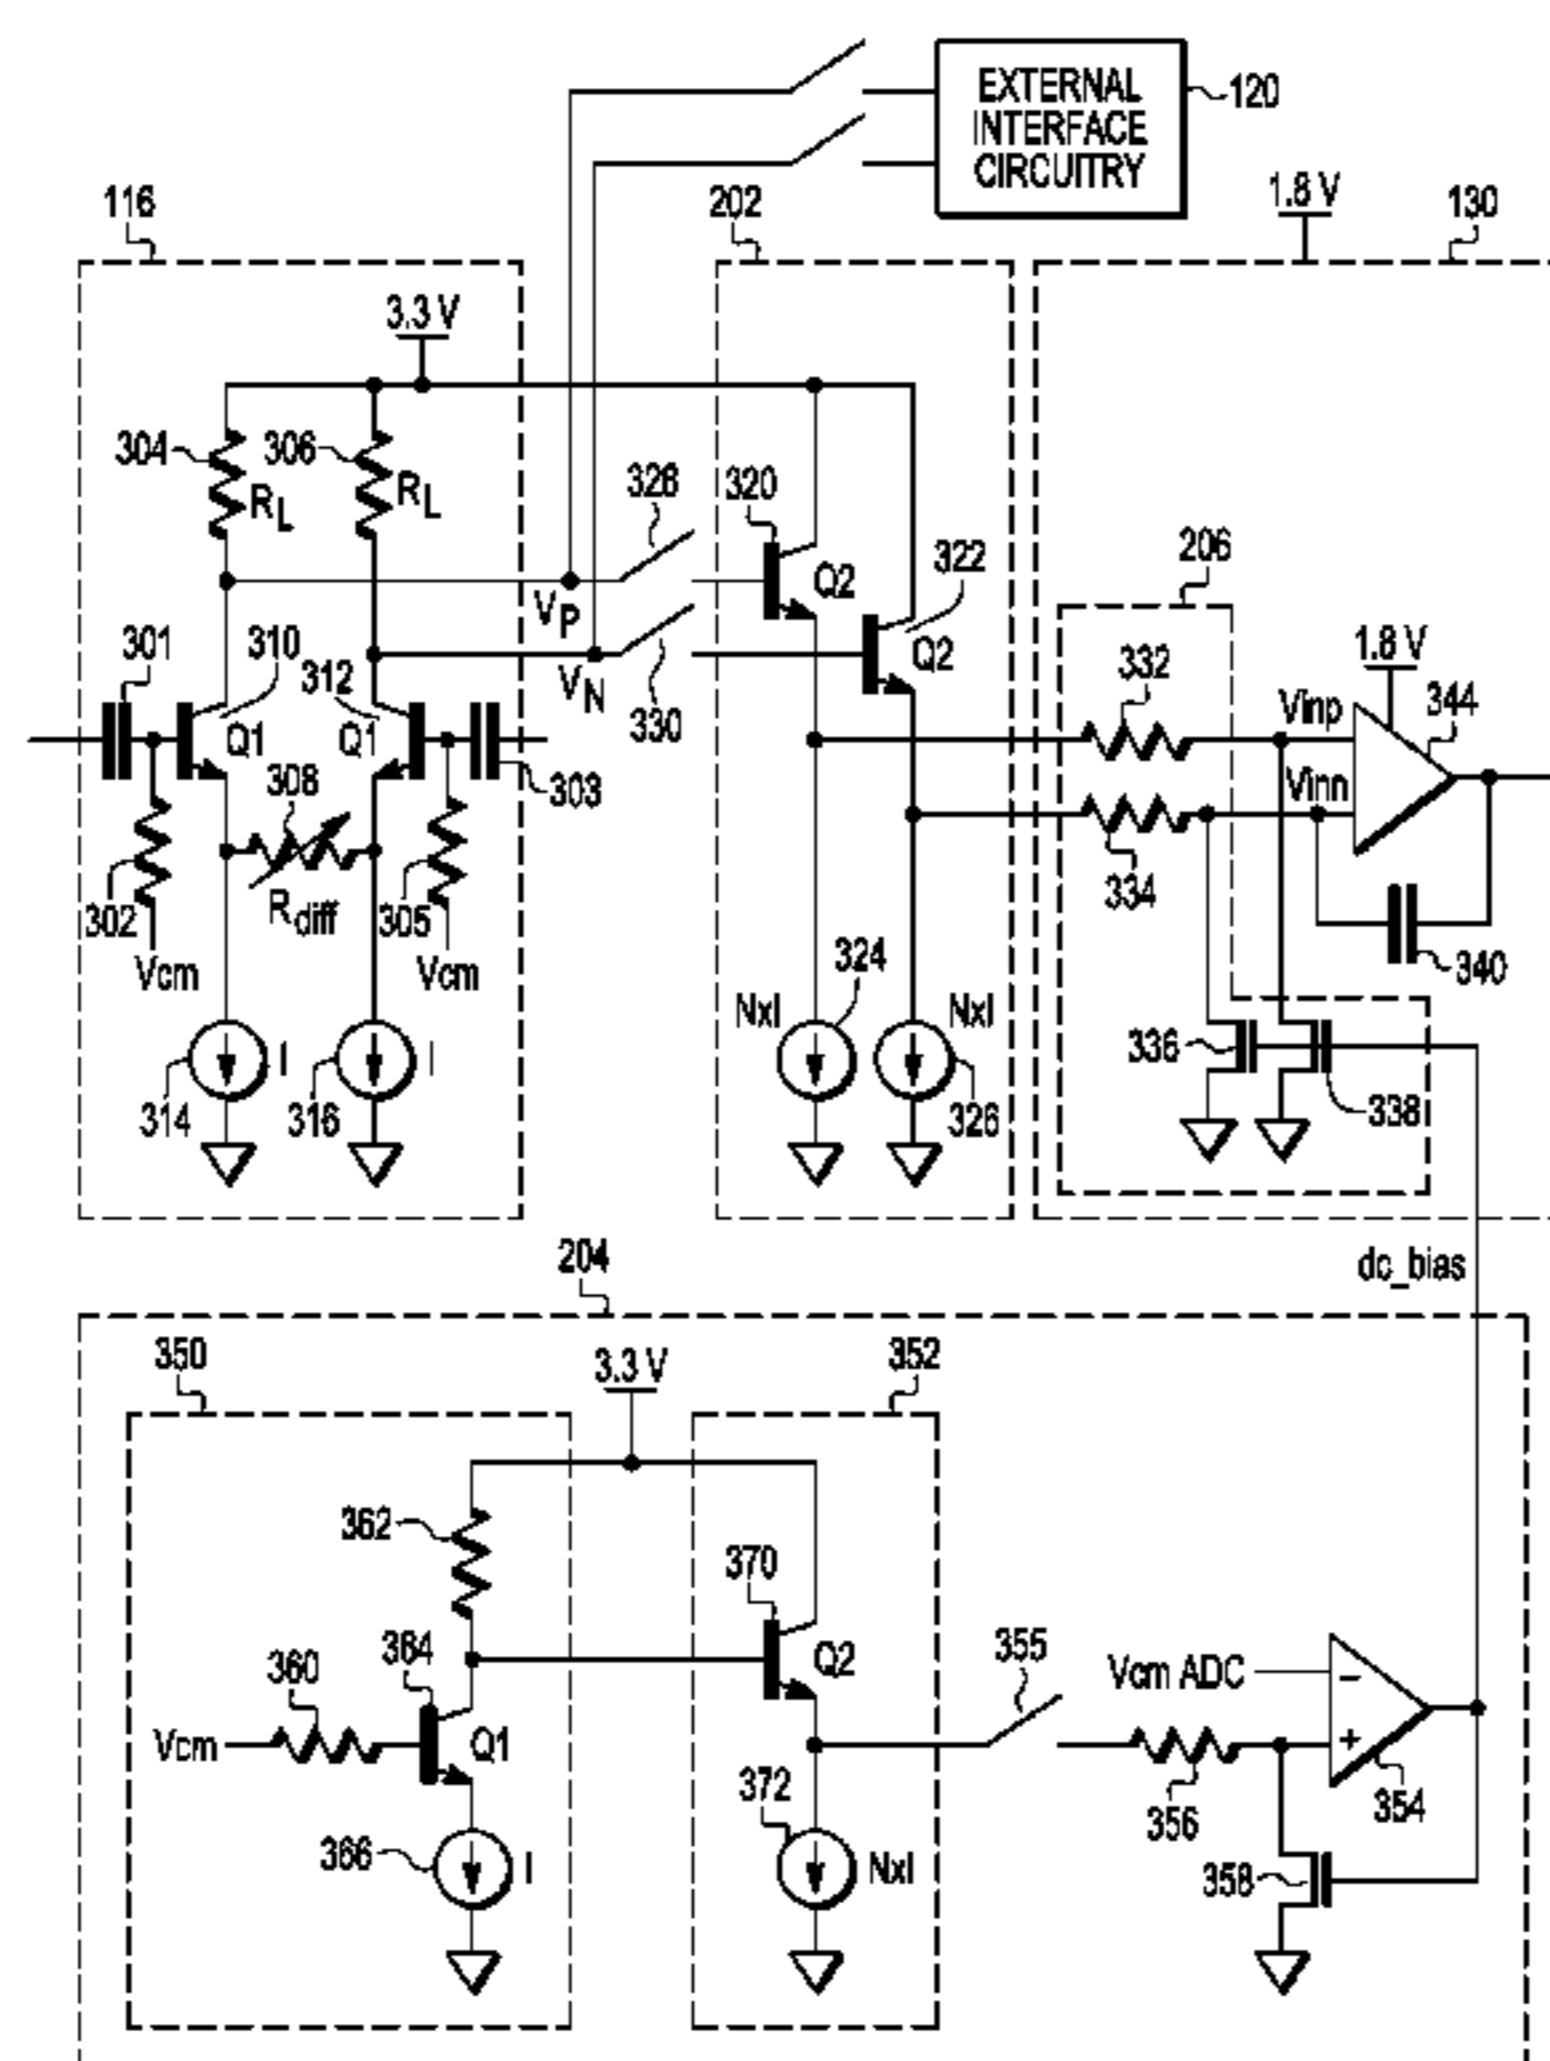 EXTERNAL
INTERFACE
CIRCUITRY
120
116
202
1.8 V
130
3.3 V
304
306
RL
RL
328
320
322
206
Q2
VP
Q2
301
310
312
332
1.8 V
VN
330
Vinp
344
Q1
Q1
308
303
Vinn
334
302
Rdiff
305
Vcm
Vcm
324
340
NxI
NxI
336
I
I
314
316
326
338
204
dc_bias
350
3.3 V
352
362
370
364
360
355
Q2
Vcm ADC
Vcm
Q1
−
+
372
356
354
366
I
NxI
358